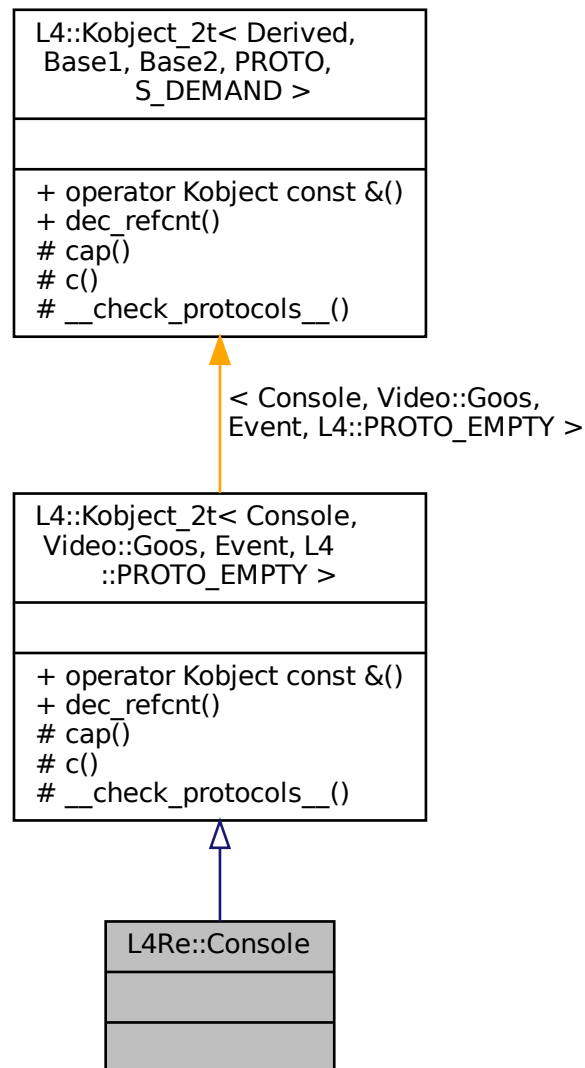 L4::Kobject_2t< Derived,
Base1, Base2, PROTO,
S_DEMAND >
+ operator Kobject const &()
+ dec_refcnt()
# cap()
# c()
# __check_protocols__()
< Console, Video::Goos,
Event, L4::PROTO_EMPTY >
L4::Kobject_2t< Console,
Video::Goos, Event, L4
::PROTO_EMPTY >
+ operator Kobject const &()
+ dec_refcnt()
# cap()
# c()
# __check_protocols__()
L4Re::Console